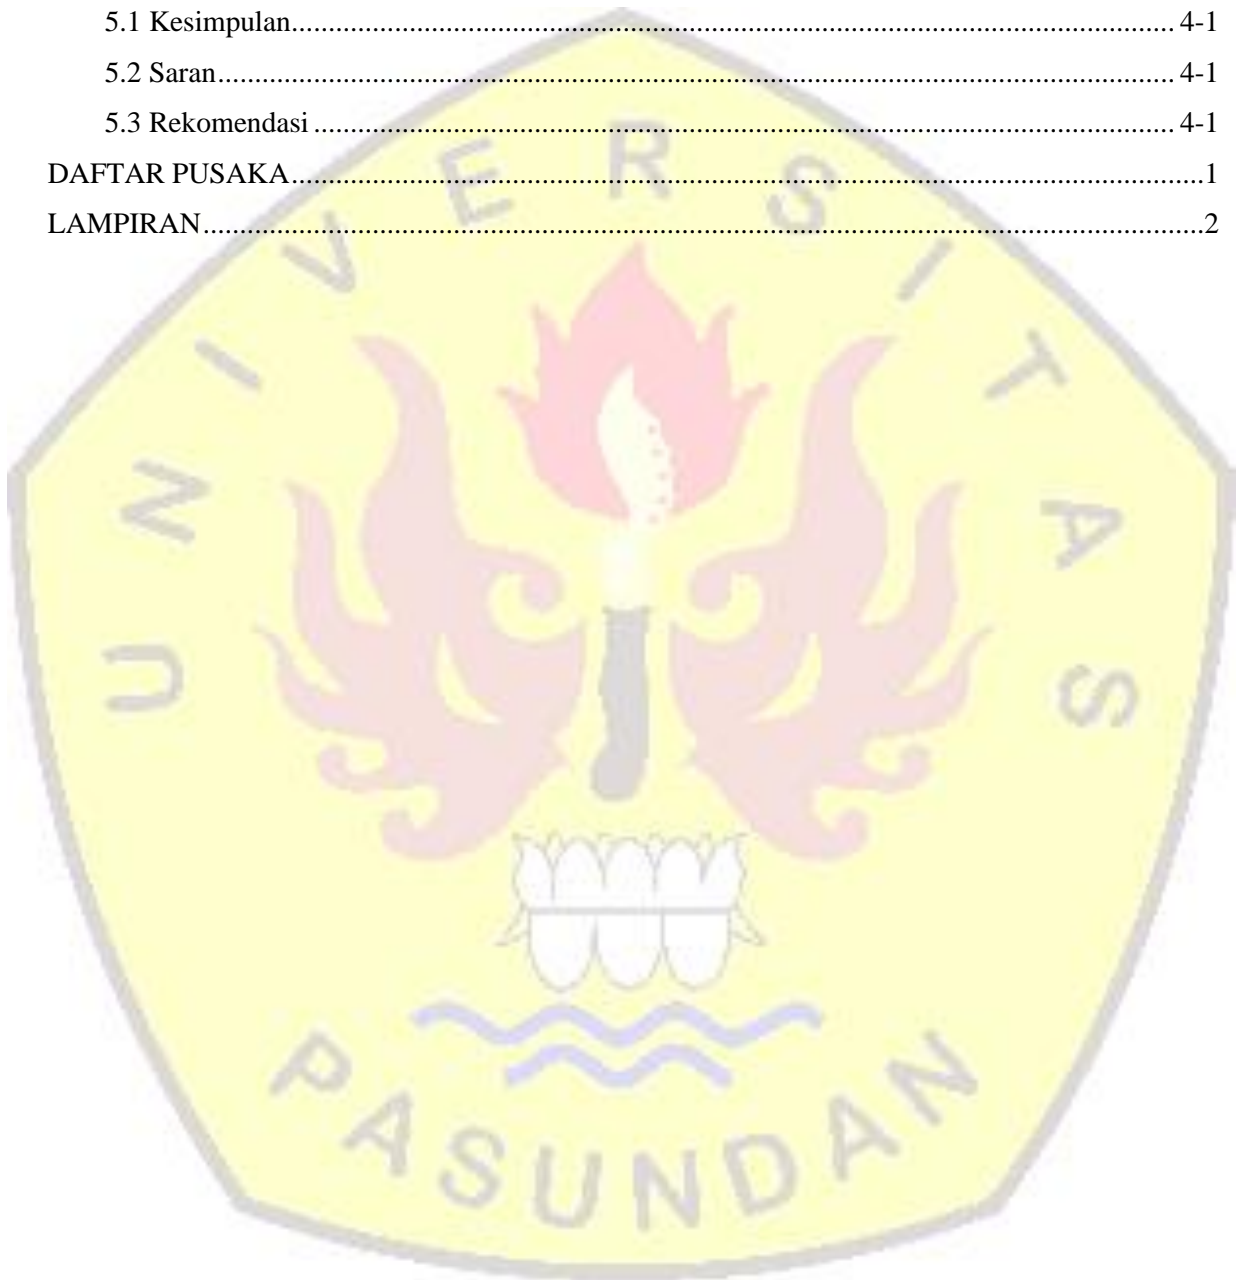 5.1 Kesimpulan.......................................................................................................................... 4-1
5.2 Saran.................................................................................................................................... 4-1
5.3 Rekomendasi ....................................................................................................................... 4-1
DAFTAR PUSAKA..........................................................................................................................1
LAMPIRAN......................................................................................................................................2
UNIVERSITAS
PASUNDAN